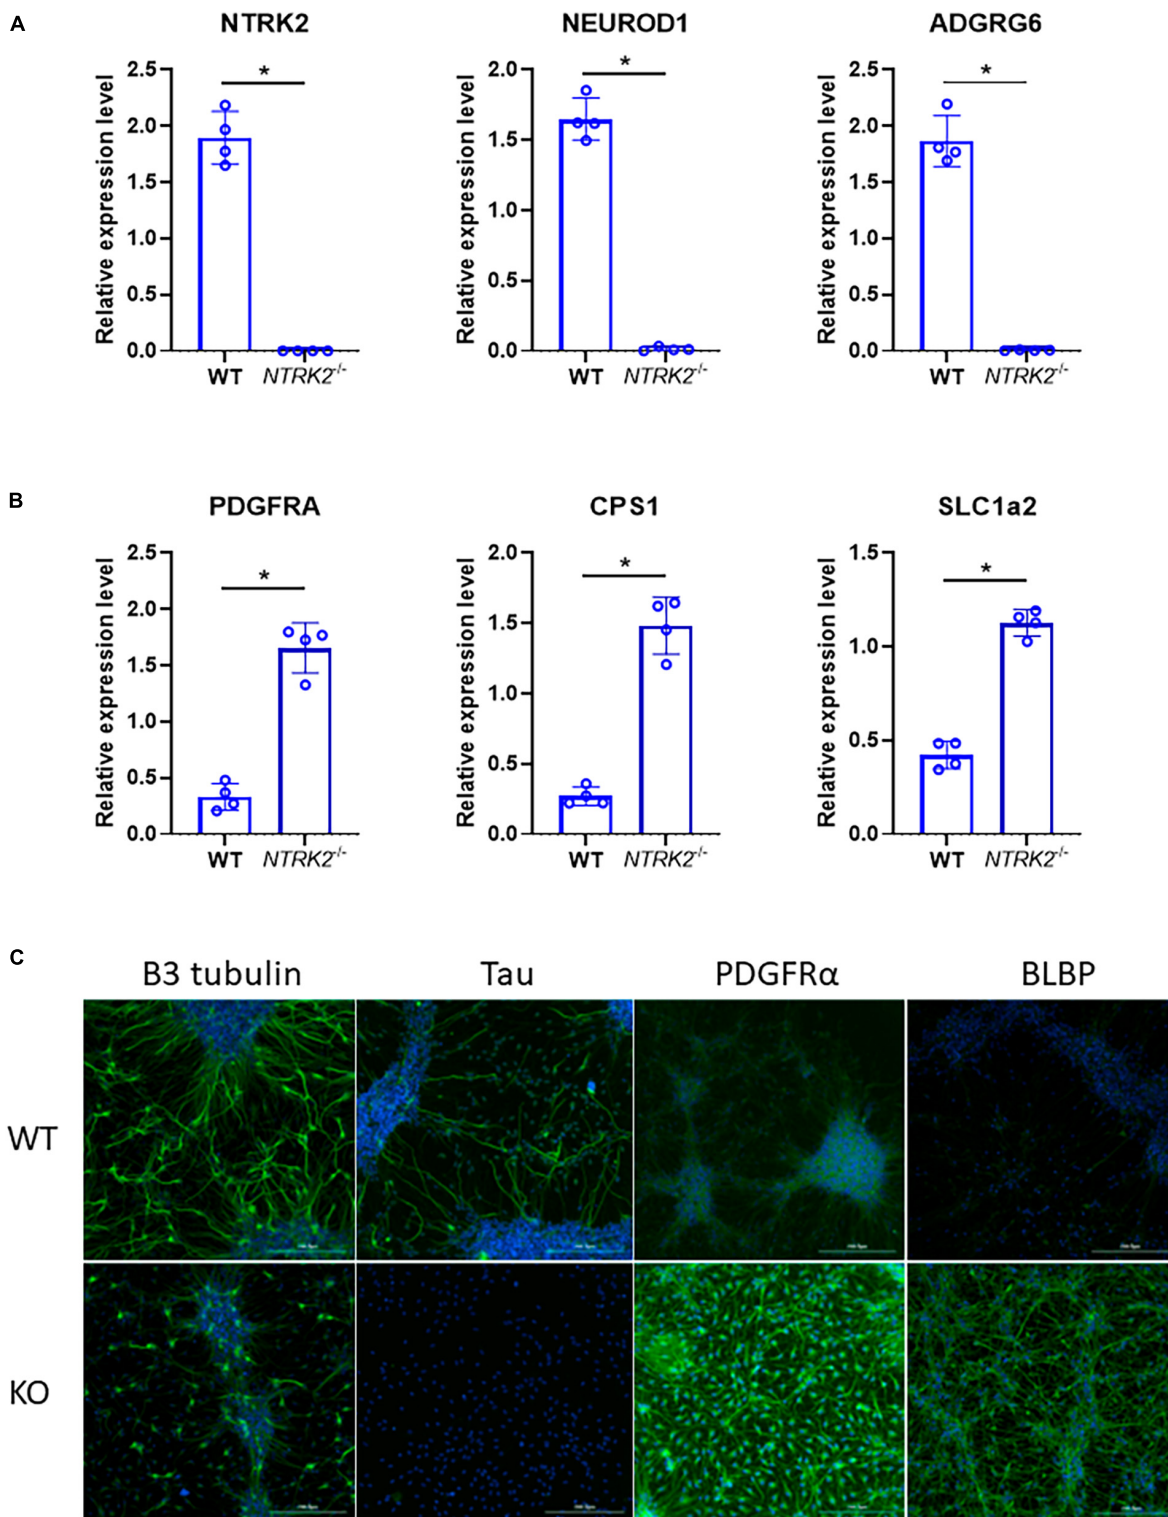 A
NTRK2 NEUROD1 ADGRG6
* * *
Relative expression level Relative expression level Relative expression level
2.5 2.0 2.5
2.0 1.5 2.0
1.5 1.0 1.5
1.0 0.5 1.0
0.5 0.0 0.5
0.0 0.0
WT NTRK2-/- WT NTRK2-/- WT NTRK2-/-
B
PDGFRA CPS1 SLC1a2
* * *
Relative expression level Relative expression level Relative expression level
2.5 2.0 1.5
2.0 1.5 1.0
1.5 1.0 0.5
1.0 0.5 0.0
0.5 0.0
0.0
WT NTRK2-/- WT NTRK2-/- WT NTRK2-/-
C
B3 tubulin Tau PDGFRα BLBP
WT
KO